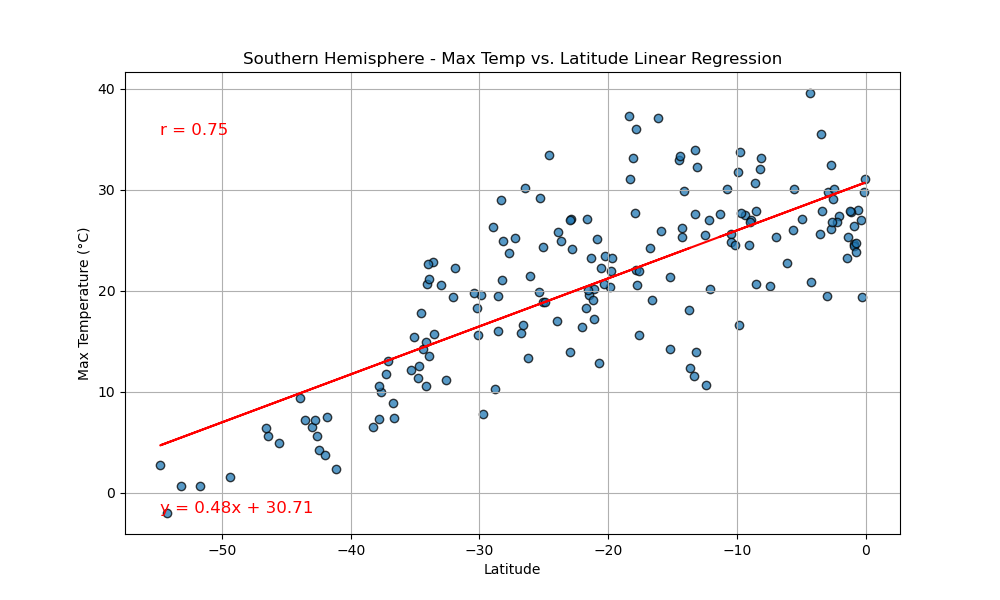 Southern Hemisphere - Max Temp vs. Latitude Linear Regression
40
r = 0.75
30
Max Temperature (°C)
20
10
0
y = 0.48x + 30.71
−50 −40 −30 −20 −10 0
Latitude